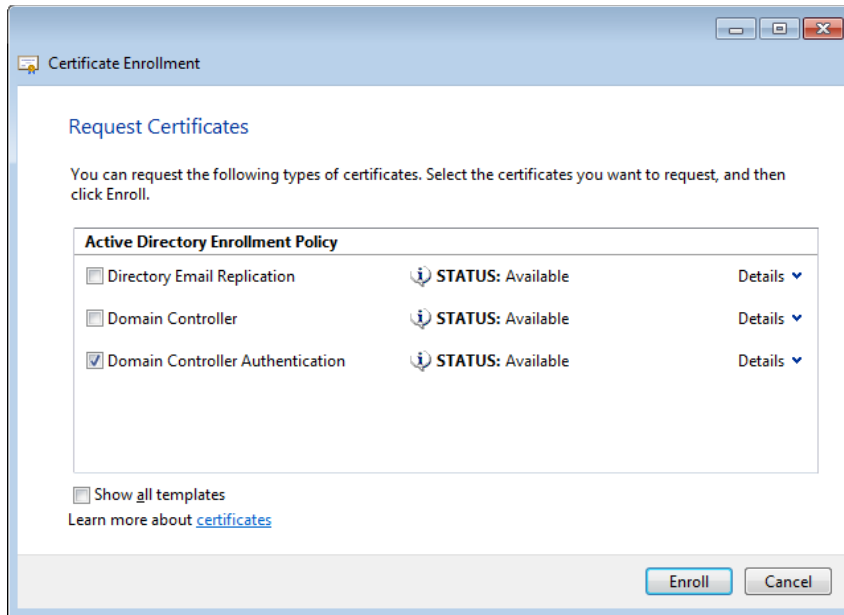 Certificate Enrollment
Request Certificates
You can request the following types of certificates. Select the certificates you want to request, and then
click Enroll.
Active Directory Enrollment Policy
Directory Email Replication STATUS: Available Details
Domain Controller STATUS: Available Details
Domain Controller Authentication STATUS: Available Details
Show all templates
Learn more about certificates
Enroll Cancel